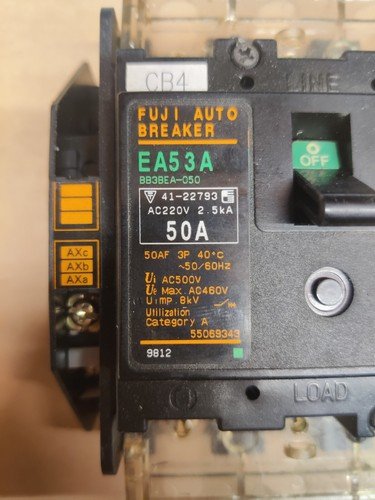 CB4
LINE
FUJI AUTO
BREAKER
EA53A
BB3BEA-050
41-22793
AC220V 2.5kA
50A
50AF 3P 40°C
~50/60Hz
Ui AC500V
Ue Max. AC460V
Uimp. 8kV
Utilization
Category A
55069343
9812
OFF
AXc
AXb
AXa
LOAD